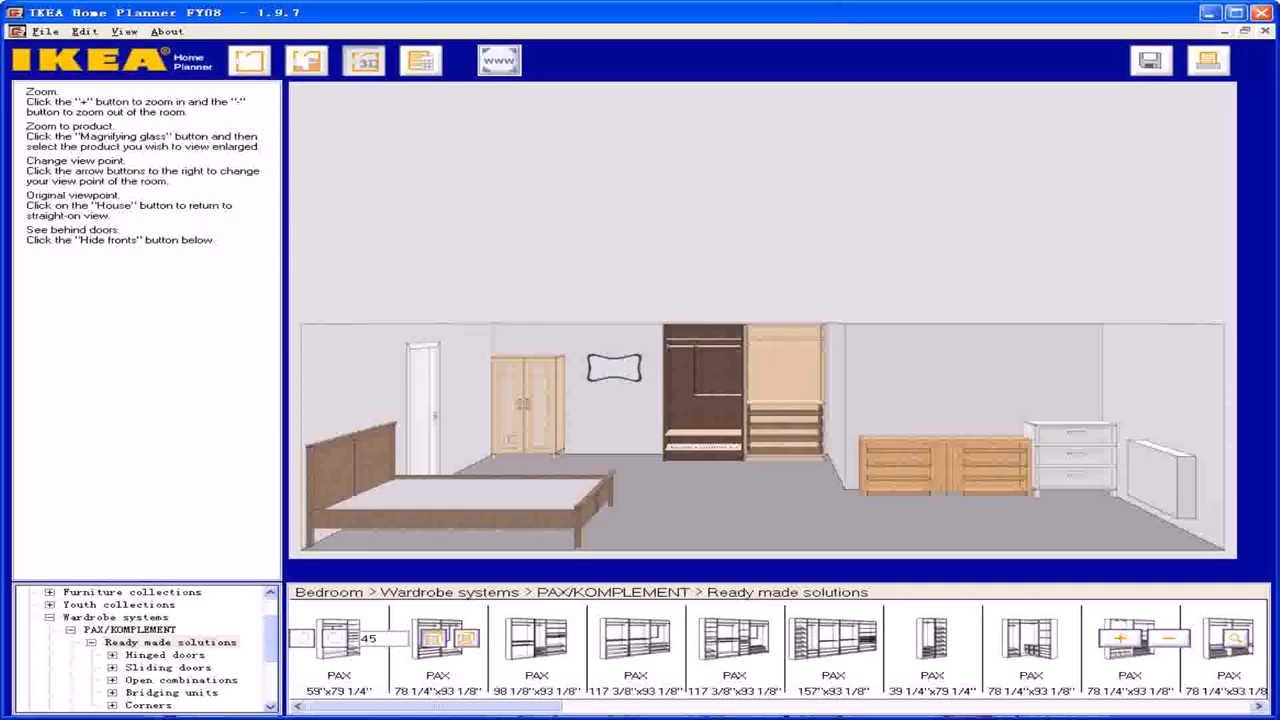 IKEA Home Planner FY08 - 1.9.7
File Edit View About
IKEA® Home Planner
3D
WWW
Zoom.
Click the "+" button to zoom in and the "-"
button to zoom out of the room.
Zoom to product.
Click the "Magnifying glass" button and then
select the product you wish to view enlarged.
Change view point.
Click the arrow buttons to the right to change
your view point of the room.
Original viewpoint.
Click on the "House" button to return to
straight-on view.
See behind doors.
Click the "Hide fronts" button below.
Furniture collections
Youth collections
Wardrobe systems
PAX/KOMPLEMENT
Ready made solutions
Hinged doors
Sliding doors
Open combinations
Bridging units
Corners
Bedroom > Wardrobe systems > PAX/KOMPLEMENT > Ready made solutions
45
PAX PAX PAX PAX PAX PAX PAX PAX PAX PAX
59"x79 1/4" 78 1/4"x93 1/8" 98 1/8"x93 1/8" 117 3/8"x93 1/8" 117 3/8"x93 1/8" 157"x93 1/8" 39 1/4"x79 1/4" 78 1/4"x93 1/8" 78 1/4"x93 1/8" 78 1/4"x93 1/8